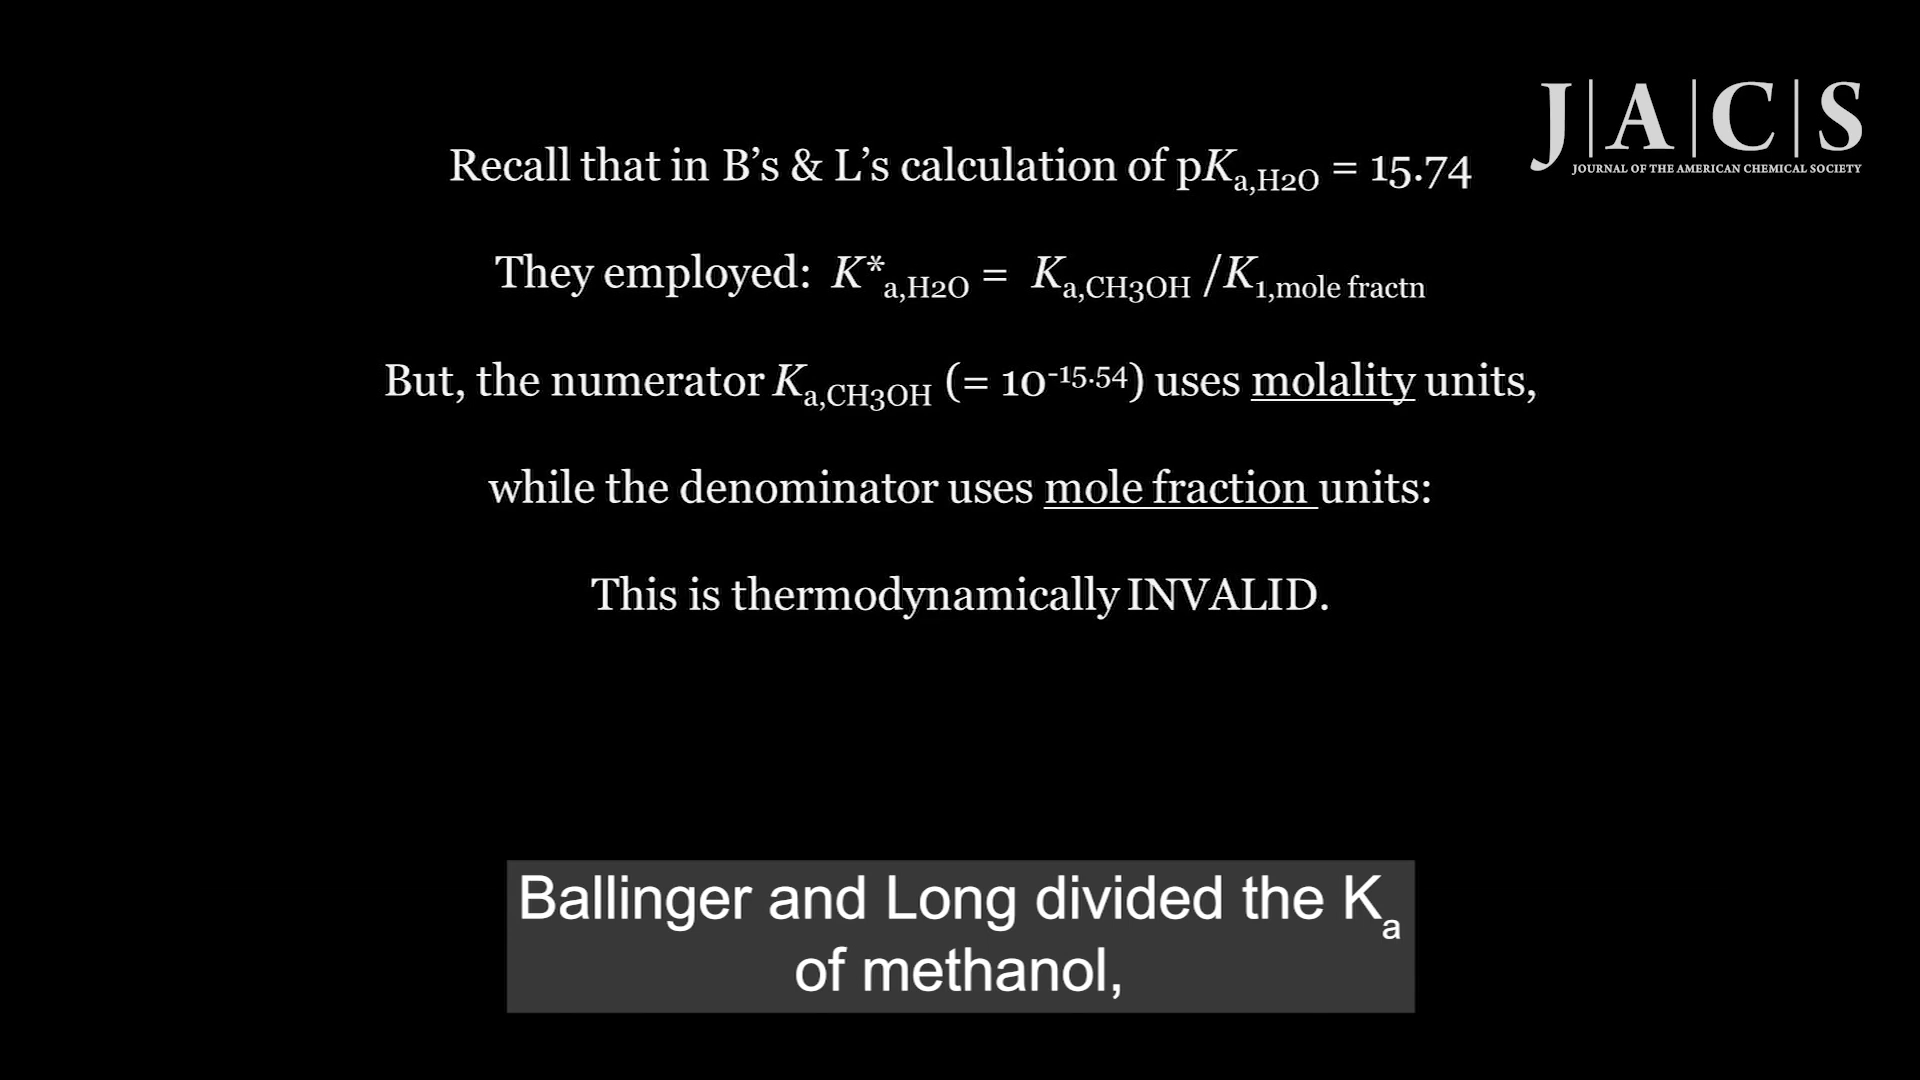 J|A|C|S
JOURNAL OF THE AMERICAN CHEMICAL SOCIETY
Recall that in B’s & L’s calculation of pKa,H2O = 15.74
They employed: K*a,H2O = Ka,CH3OH /K1,mole fractn
But, the numerator Ka,CH3OH (= 10-15.54) uses molality units,
while the denominator uses mole fraction units:
This is thermodynamically INVALID.
Ballinger and Long divided the Ka
of methanol,